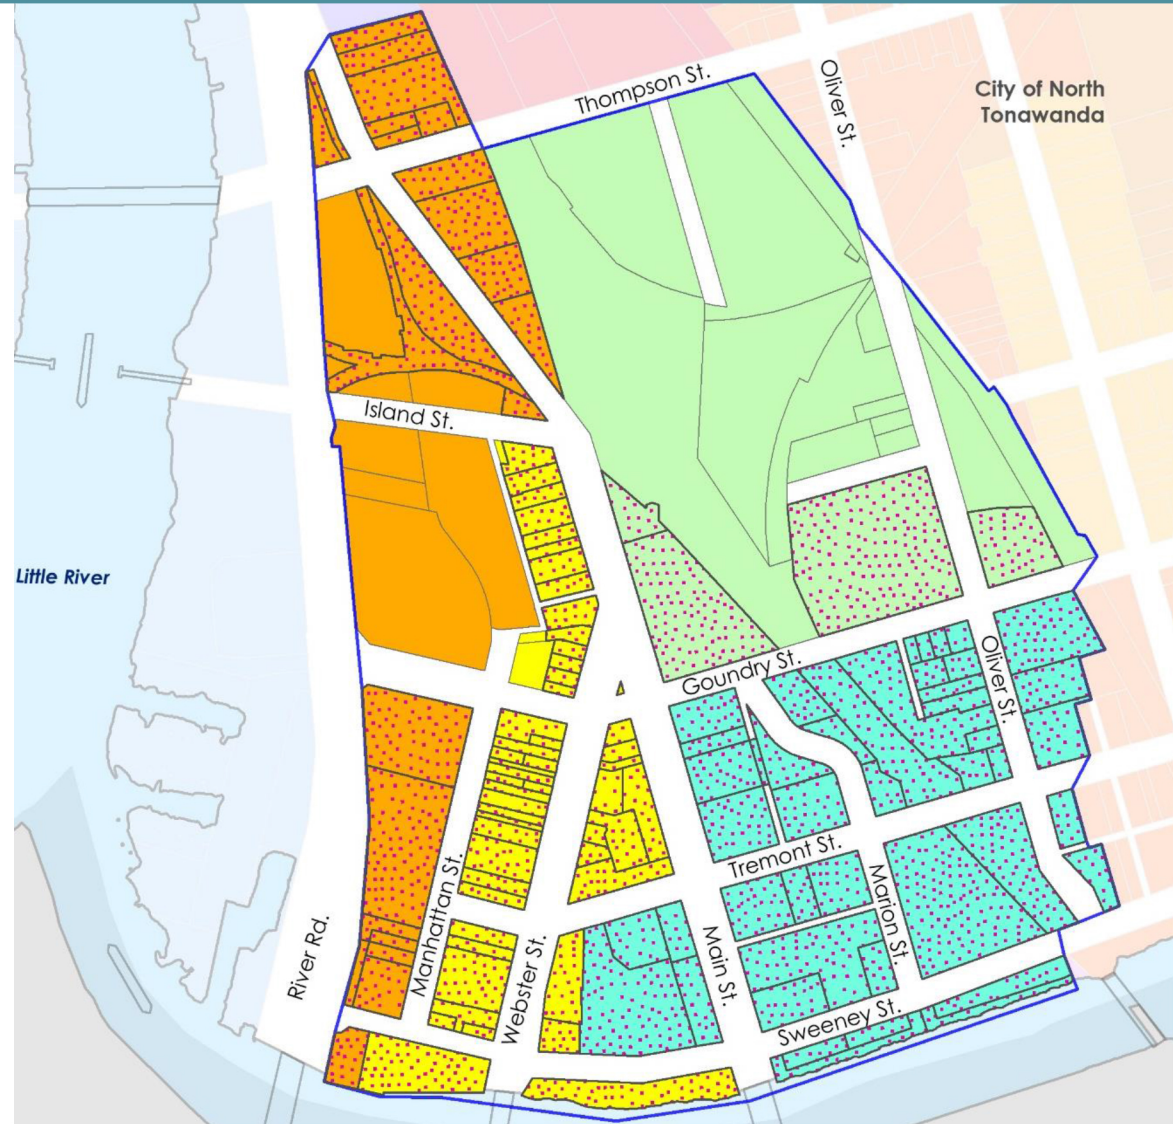 Thompson St.
Oliver St.
City of North
Tonawanda
Island St.
Little River
Goundry St.
Oliver St.
Tremont St.
Manhattan St.
Marion St.
River Rd.
Webster St.
Main St.
Sweeney St.